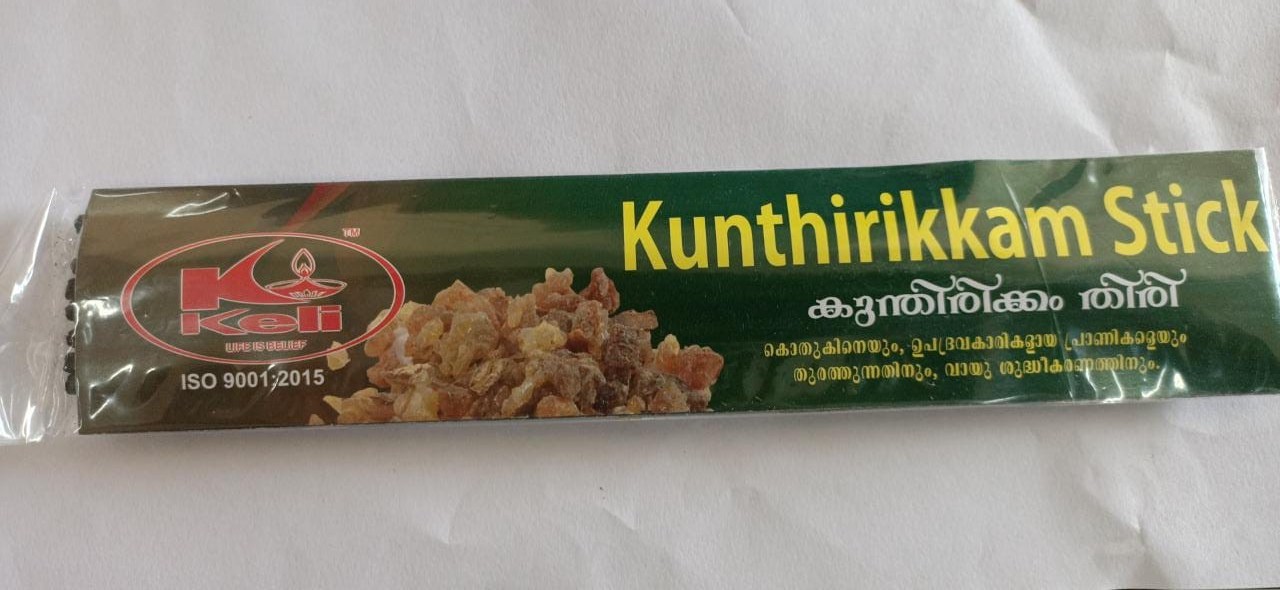 Kunthirikkam Stick
കുന്തിരിക്കം തിരി
കൊതുകിനെയും, ഉപദ്രവകാരികളായ പ്രാണികളെയും
തുരത്തുന്നതിനും, വായു ശുദ്ധീകരണത്തിനും.
TM
K
Keli
LIFE IS BELIEF
ISO 9001:2015